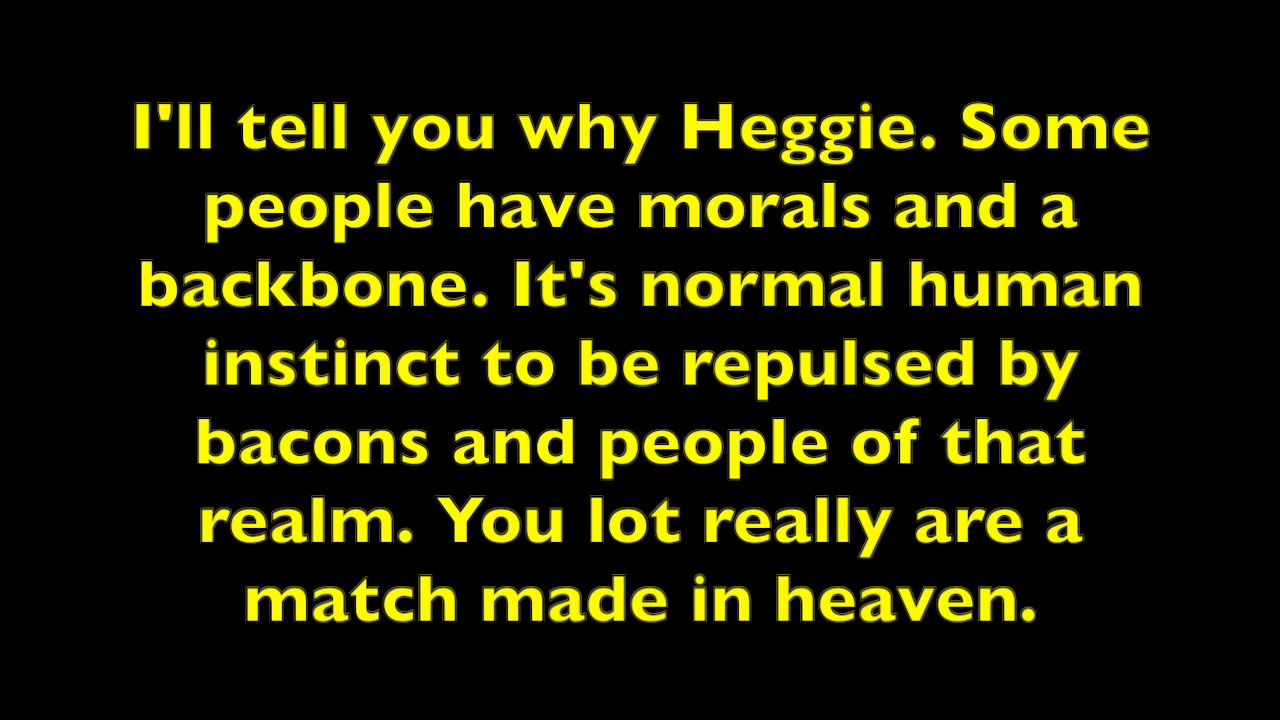 I'll tell you why Heggie. Some
people have morals and a
backbone. It's normal human
instinct to be repulsed by
bacons and people of that
realm. You lot really are a
match made in heaven.